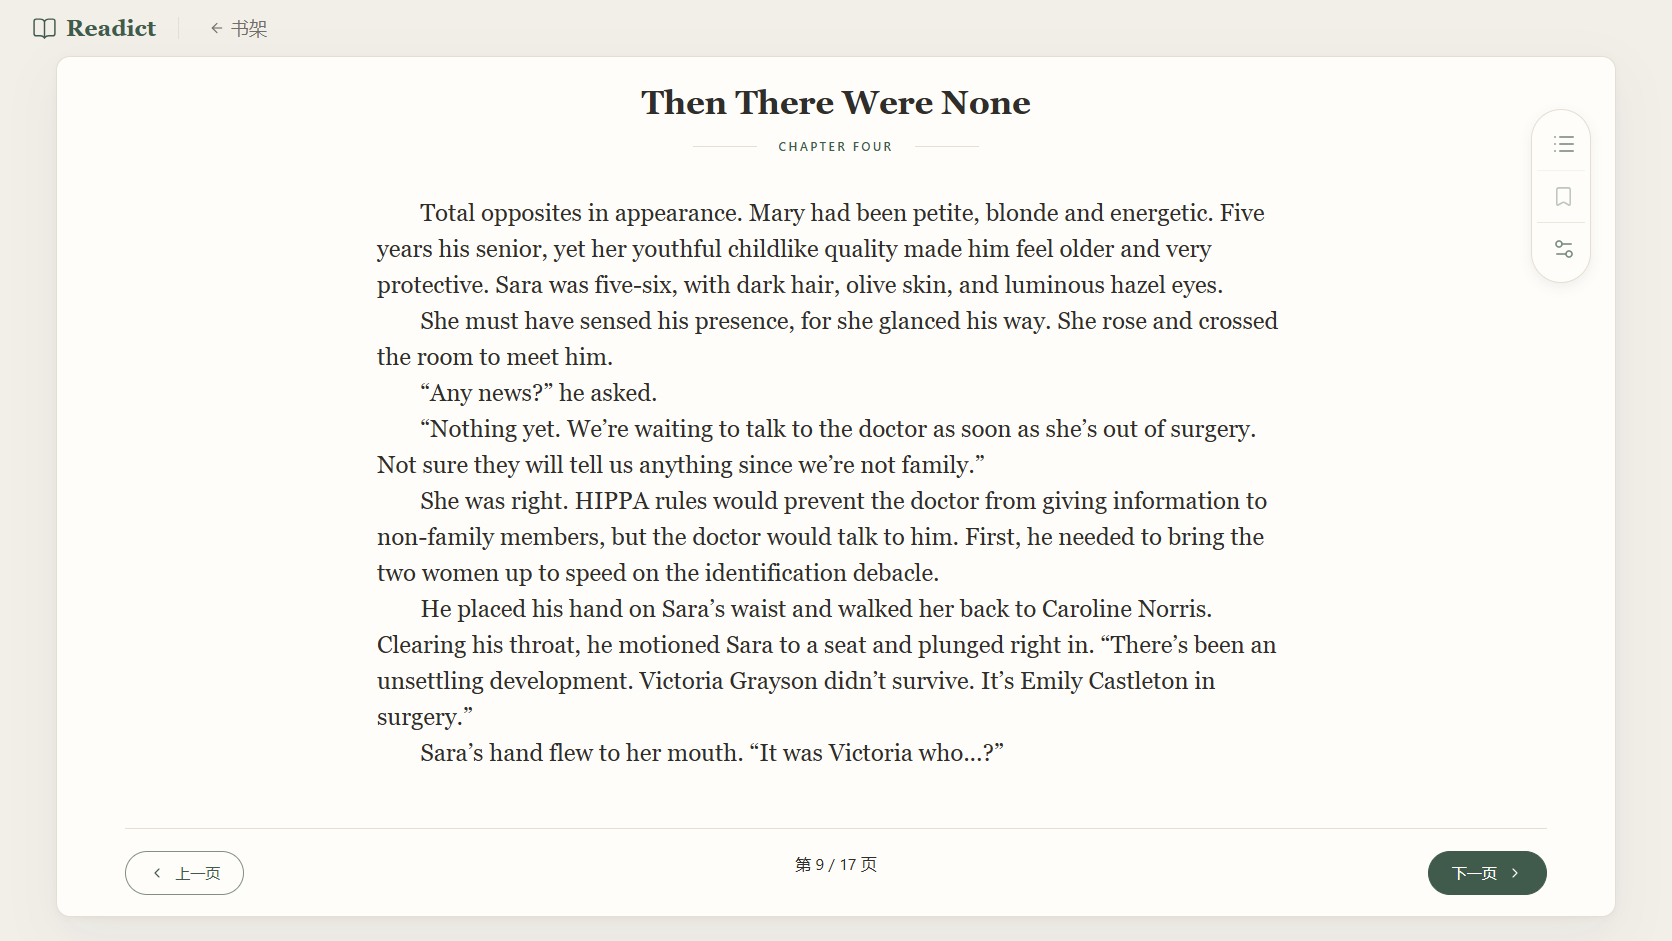 Readict
← 书架
Then There Were None
CHAPTER FOUR
Total opposites in appearance. Mary had been petite, blonde and energetic. Five
years his senior, yet her youthful childlike quality made him feel older and very
protective. Sara was five-six, with dark hair, olive skin, and luminous hazel eyes.
She must have sensed his presence, for she glanced his way. She rose and crossed
the room to meet him.
“Any news?” he asked.
“Nothing yet. We’re waiting to talk to the doctor as soon as she’s out of surgery.
Not sure they will tell us anything since we’re not family.”
She was right. HIPPA rules would prevent the doctor from giving information to
non-family members, but the doctor would talk to him. First, he needed to bring the
two women up to speed on the identification debacle.
He placed his hand on Sara’s waist and walked her back to Caroline Norris.
Clearing his throat, he motioned Sara to a seat and plunged right in. “There’s been an
unsettling development. Victoria Grayson didn’t survive. It’s Emily Castleton in
surgery.”
Sara’s hand flew to her mouth. “It was Victoria who...?”
上一页
第 9 / 17 页
下一页